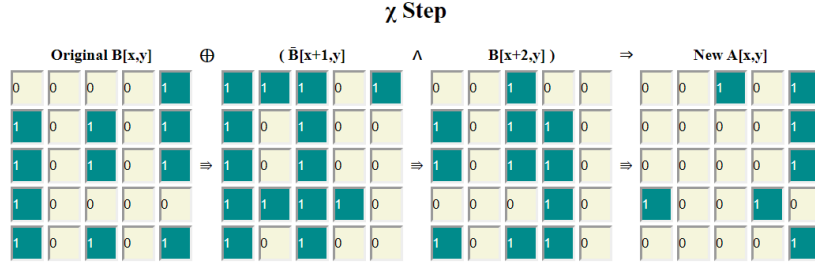 χ Step
Original B[x,y] ⊕ ( B̄[x+1,y] ∧ B[x+2,y] ) ⇒ New A[x,y]
0 0 0 0 1 1 1 1 0 1 0 0 1 0 0 0 0 1 0 1
1 0 1 0 1 1 0 1 0 0 1 0 1 1 0 0 0 0 0 1
1 0 1 0 1 ⇒ 1 0 1 0 0 ⇒ 1 0 1 1 0 ⇒ 0 0 0 0 1
1 0 0 0 0 1 1 1 1 0 0 0 0 1 0 1 0 0 1 0
1 0 1 0 1 1 0 1 0 0 1 0 1 1 0 0 0 0 0 1